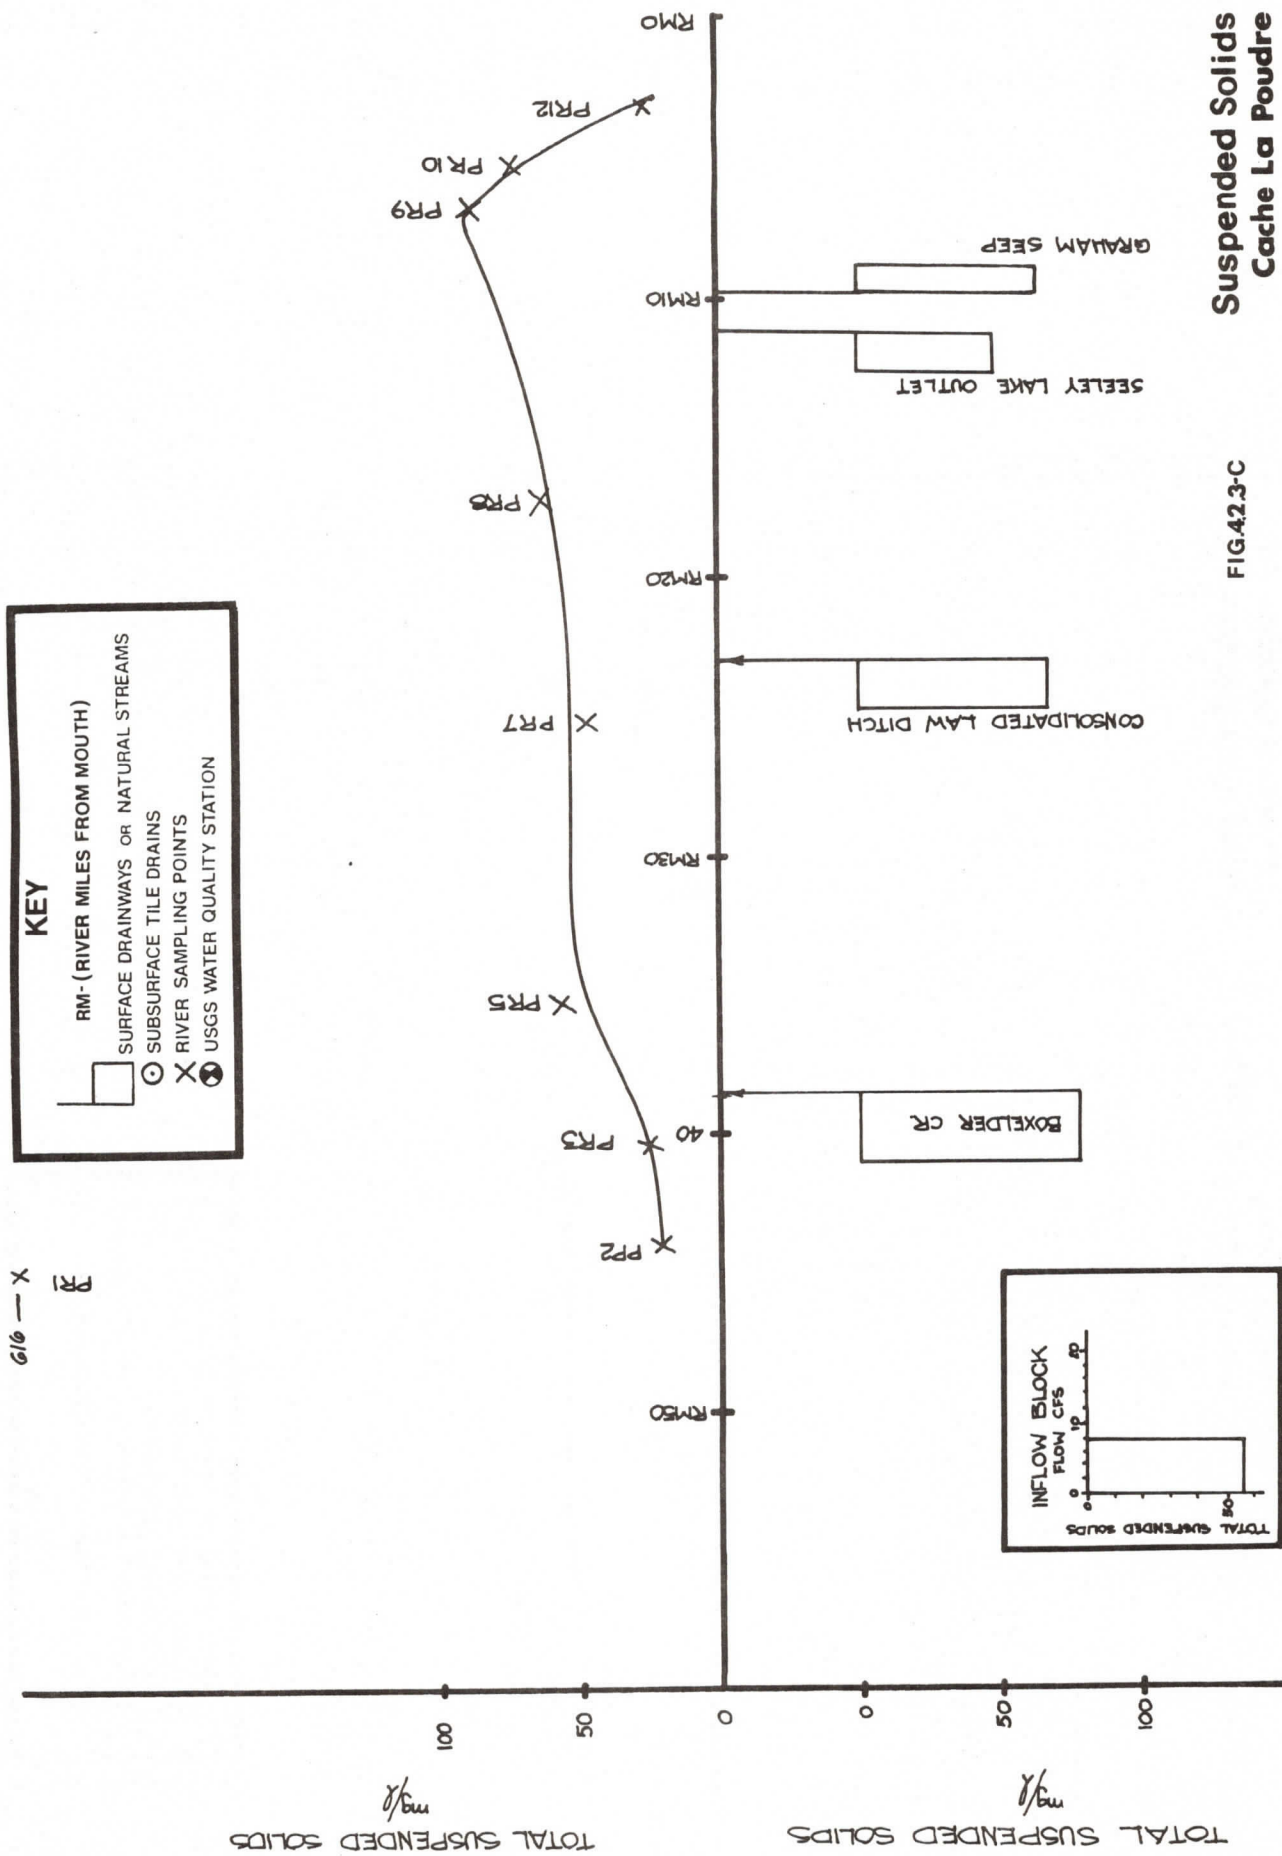 616 — X
PR1
KEY
RM-(RIVER MILES FROM MOUTH)
SURFACE DRAINWAYS OR NATURAL STREAMS
SUBSURFACE TILE DRAINS
RIVER SAMPLING POINTS
USGS WATER QUALITY STATION
TOTAL SUSPENDED SOLIDS
mg/l
100
50
0
PP2
PR3
PR5
PR7
PR8
PR9
PR10
PR12
RM50
40
RM30
RM20
RM10
RM0
TOTAL SUSPENDED SOLIDS
mg/l
0
50
100
BOXELDER CR.
CONSOLIDATED LAW DITCH
SEELEY LAKE OUTLET
GRAHAM SEEP
INFLOW BLOCK
FLOW CFS
0 10 20
TOTAL SUSPENDED SOLIDS
0
50
FIG.4.2.3-C
Suspended Solids
Cache La Poudre